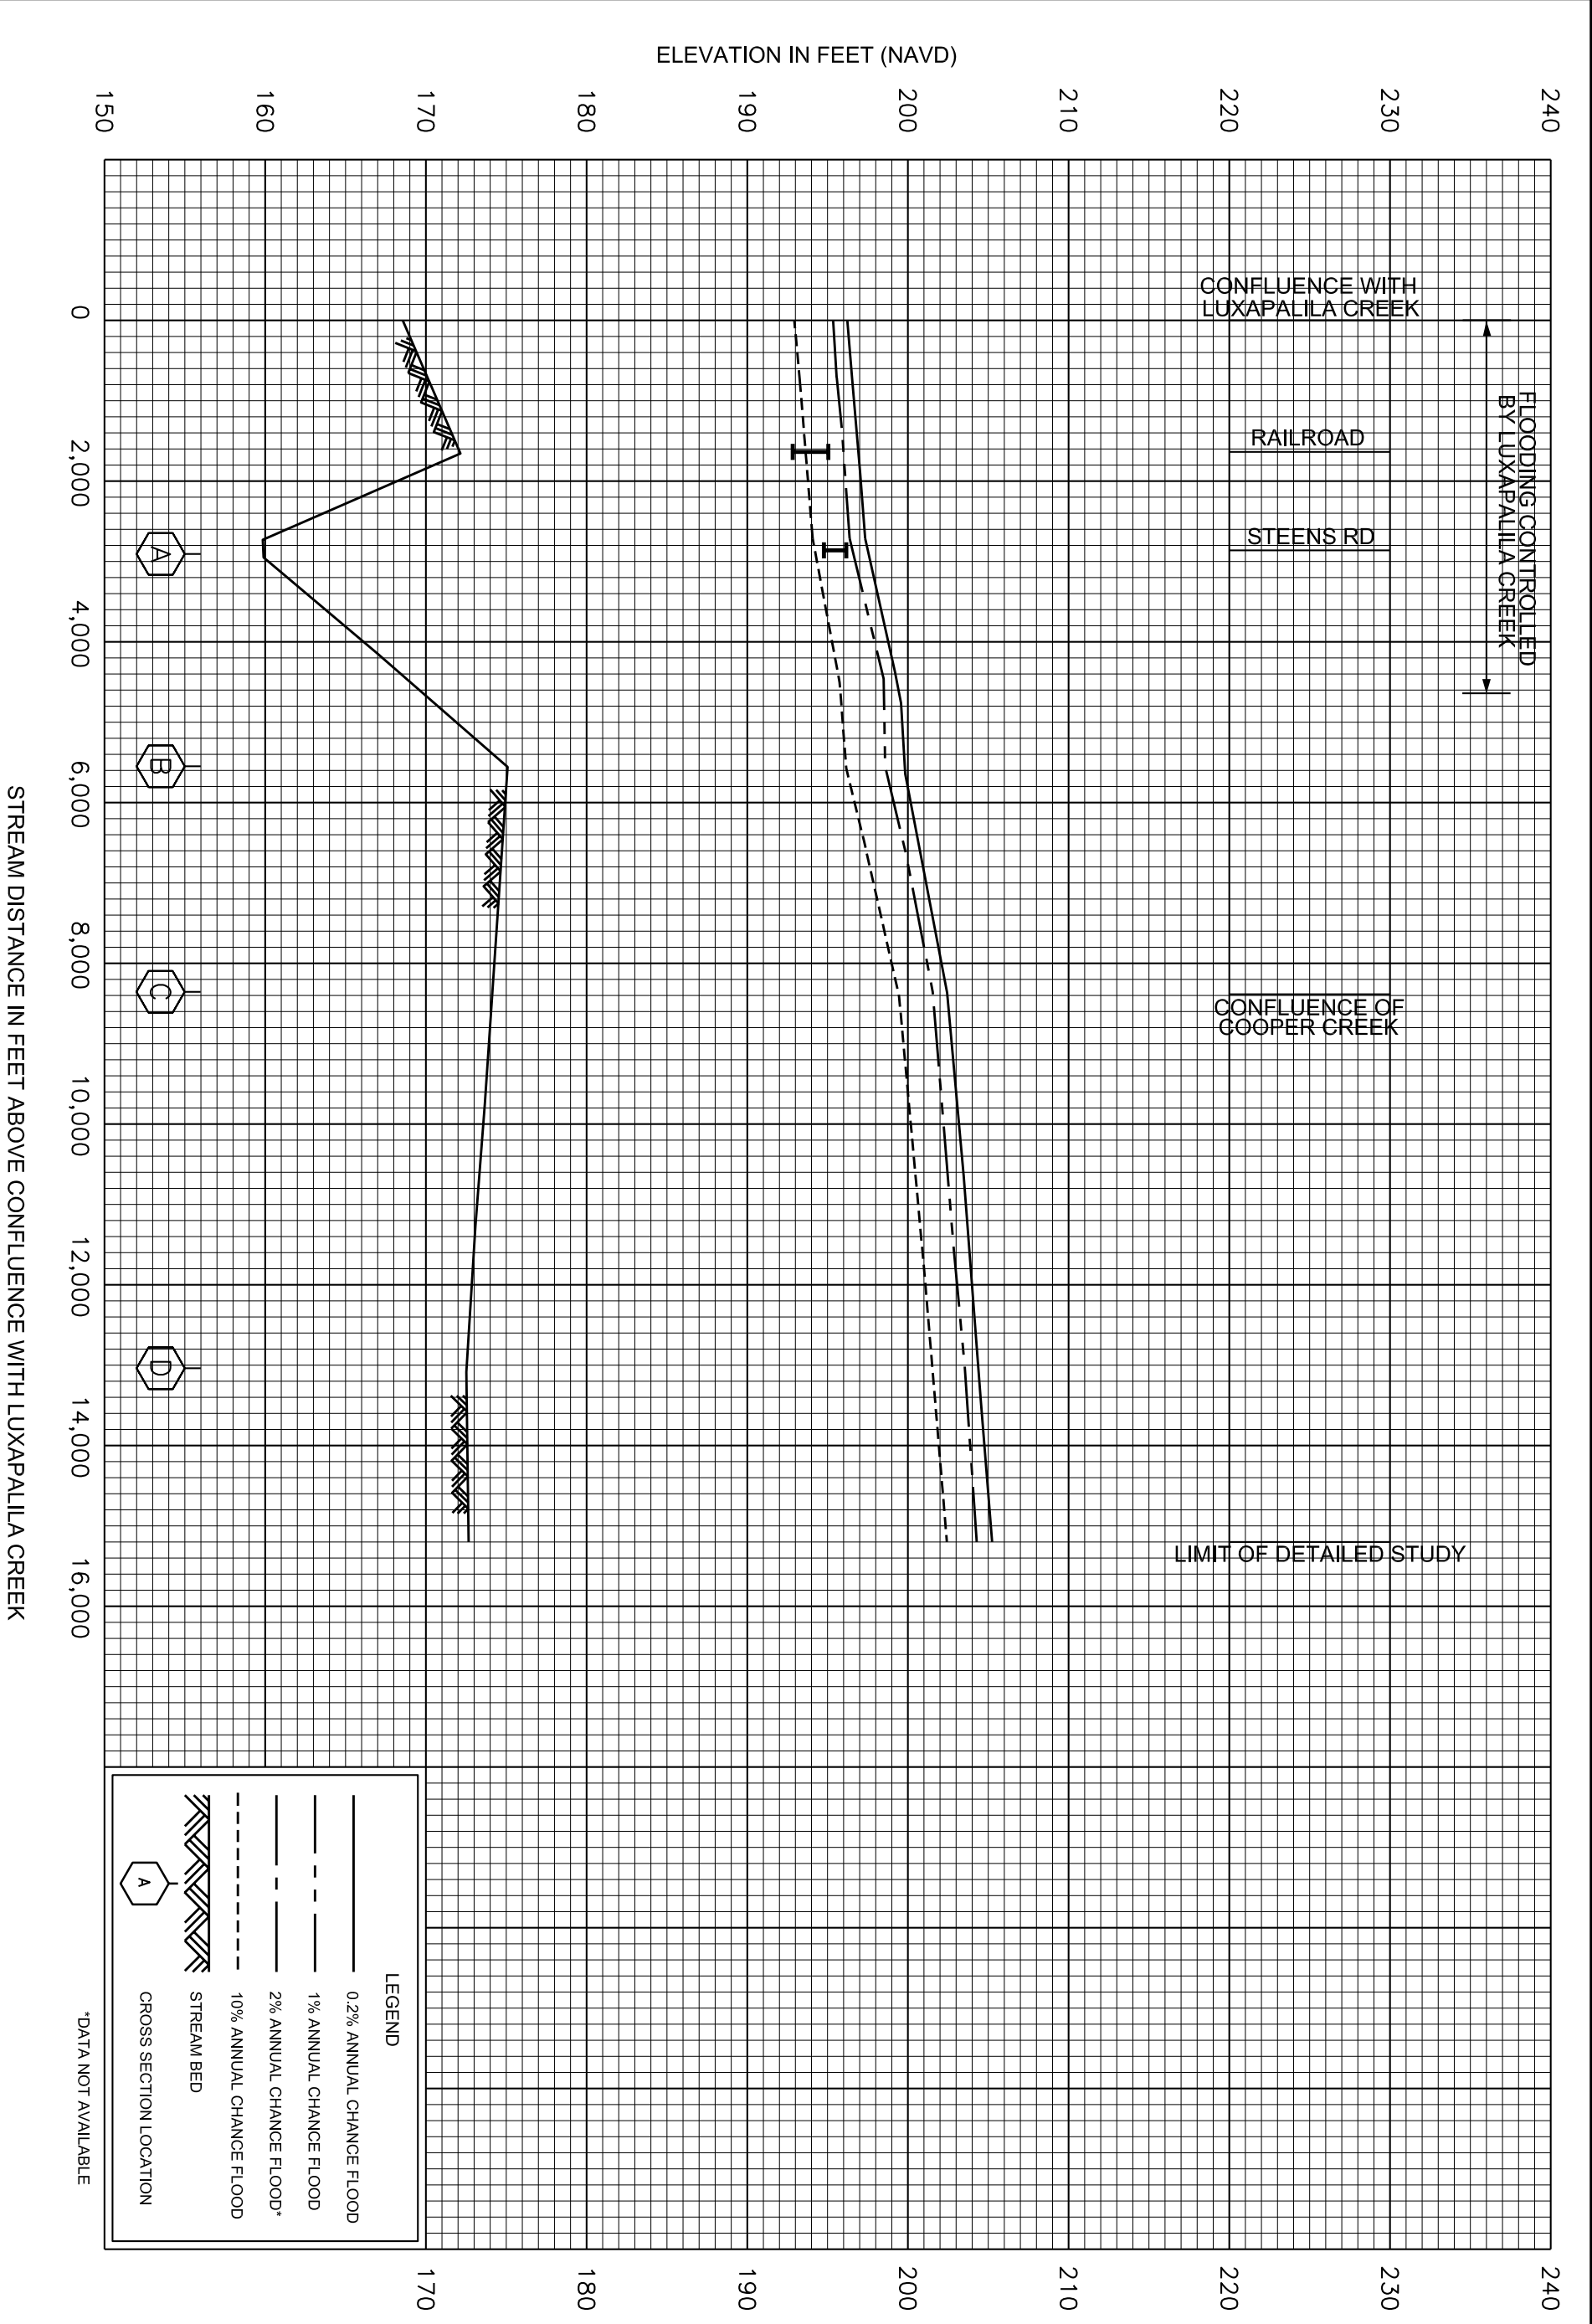 ELEVATION IN FEET (NAVD)
240
230
220
210
200
190
180
170
160
150
CONFLUENCE WITH
LUXAPALILA CREEK
FLOODING CONTROLLED
BY LUXAPALILA CREEK
RAILROAD
STEENS RD
CONFLUENCE OF
COOPER CREEK
LIMIT OF DETAILED STUDY
A
B
C
D
0
2,000
4,000
6,000
8,000
10,000
12,000
14,000
16,000
STREAM DISTANCE IN FEET ABOVE CONFLUENCE WITH LUXAPALILA CREEK
240
230
220
210
200
190
180
170
LEGEND
0.2% ANNUAL CHANCE FLOOD
1% ANNUAL CHANCE FLOOD
2% ANNUAL CHANCE FLOOD*
10% ANNUAL CHANCE FLOOD
STREAM BED
A
CROSS SECTION LOCATION
*DATA NOT AVAILABLE